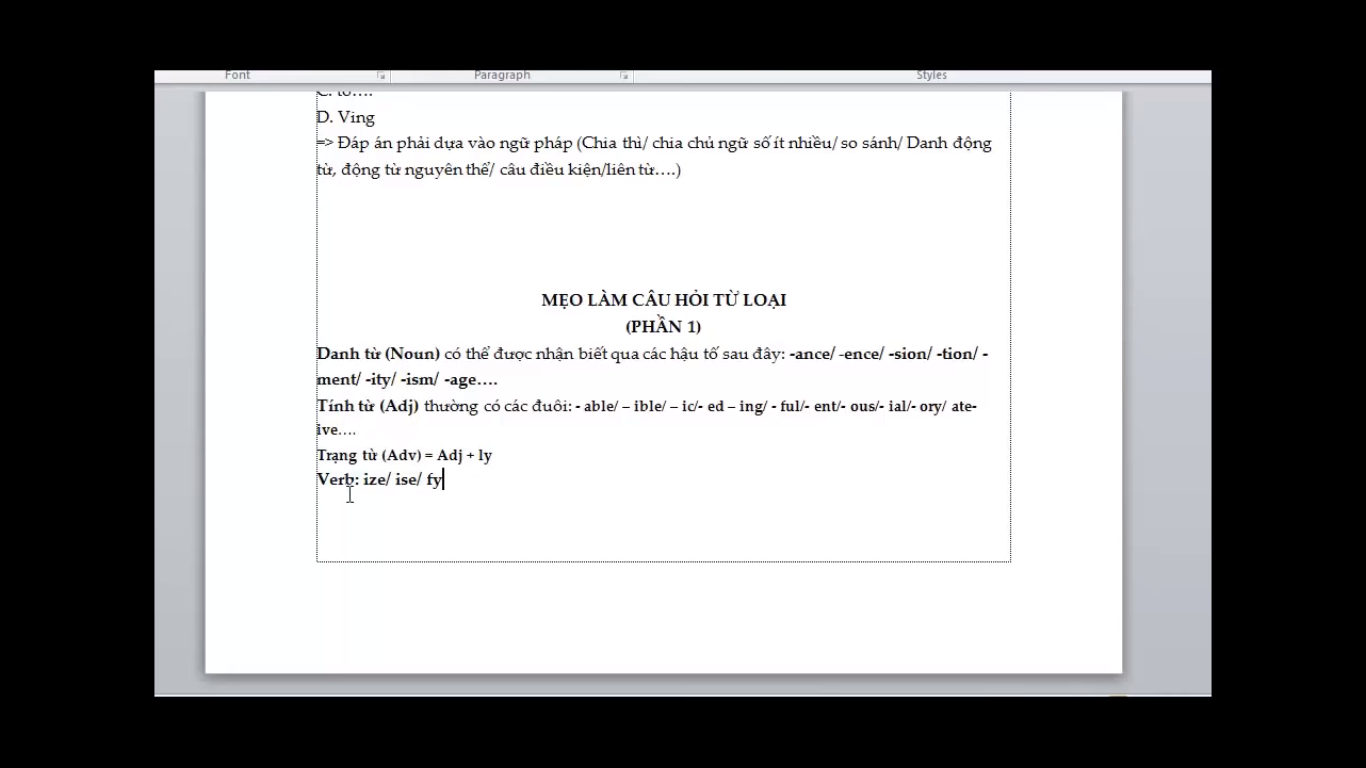 Font Paragraph Styles
C. to….
D. Ving
=> Đáp án phải dựa vào ngữ pháp (Chia thì/ chia chủ ngữ số ít nhiều/ so sánh/ Danh động
từ, động từ nguyên thể/ câu điều kiện/liên từ….)
MẸO LÀM CÂU HỎI TỪ LOẠI
(PHẦN 1)
Danh từ (Noun) có thể được nhận biết qua các hậu tố sau đây: -ance/ -ence/ -sion/ -tion/ -
ment/ -ity/ -ism/ -age….
Tính từ (Adj) thường có các đuôi: - able/ – ible/ – ic/- ed – ing/ - ful/- ent/- ous/- ial/- ory/ ate-
ive….
Trạng từ (Adv) = Adj + ly
Verb: ize/ ise/ fy